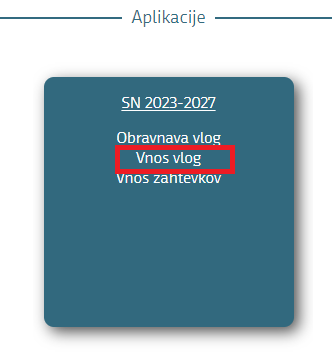 Aplikacije
SN 2023-2027
Obravnava vlog
Vnos vlog
Vnos zahtevkov